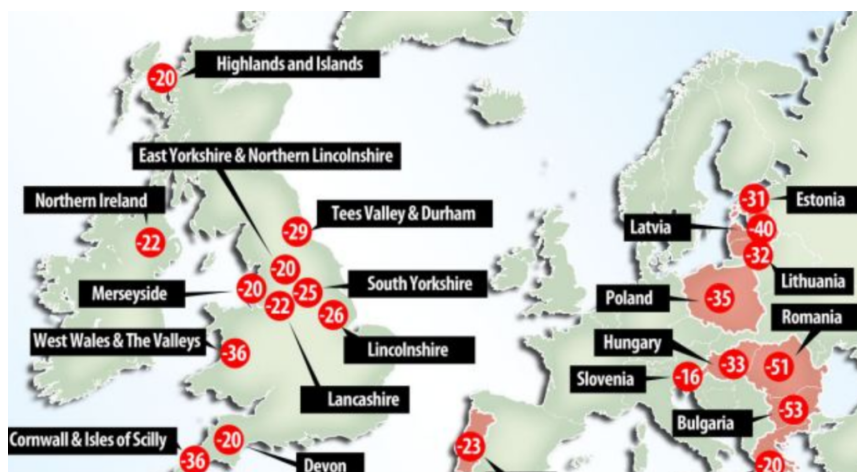 Highlands and Islands
-20
East Yorkshire & Northern Lincolnshire
Northern Ireland
-22
Tees Valley & Durham
-29
-20
Merseyside
-20
-25
South Yorkshire
-22
-26
Lincolnshire
West Wales & The Valleys
-36
Lancashire
Cornwall & Isles of Scilly
-36
-20
Devon
-31
Estonia
Latvia
-40
-32
Lithuania
Poland
-35
Romania
Hungary
-33
-51
Slovenia
-16
Bulgaria
-53
-23
-20